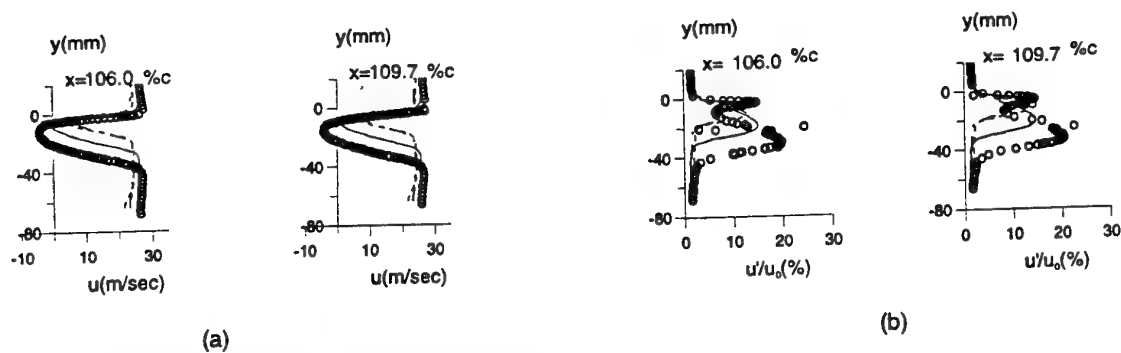 y(mm)
x=106.0 %c
0
-40
-80
-10 10 30
u(m/sec)
y(mm)
x=109.7 %c
0
-40
-80
-10 10 30
u(m/sec)
(a)
y(mm)
x= 106.0 %c
0
-40
-80
0 10 20 30
u'/u₀(%)
y(mm)
x= 109.7 %c
0
-40
-80
0 10 20 30
u'/u₀(%)
(b)